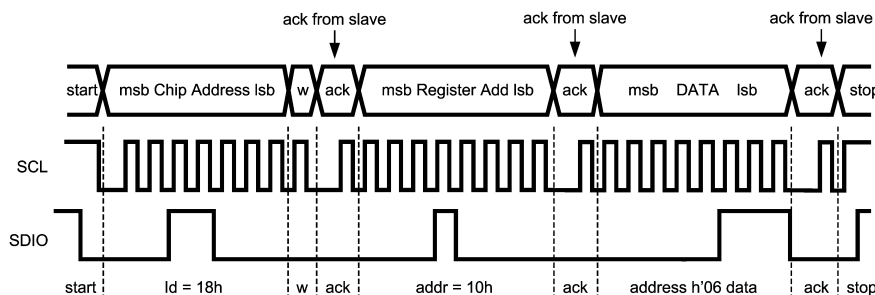 ack from slave ack from slave ack from slave
start msb Chip Address lsb w ack msb Register Add lsb ack msb DATA lsb ack stop
SCL
SDIO
start Id = 18h w ack addr = 10h ack address h'06 data ack stop